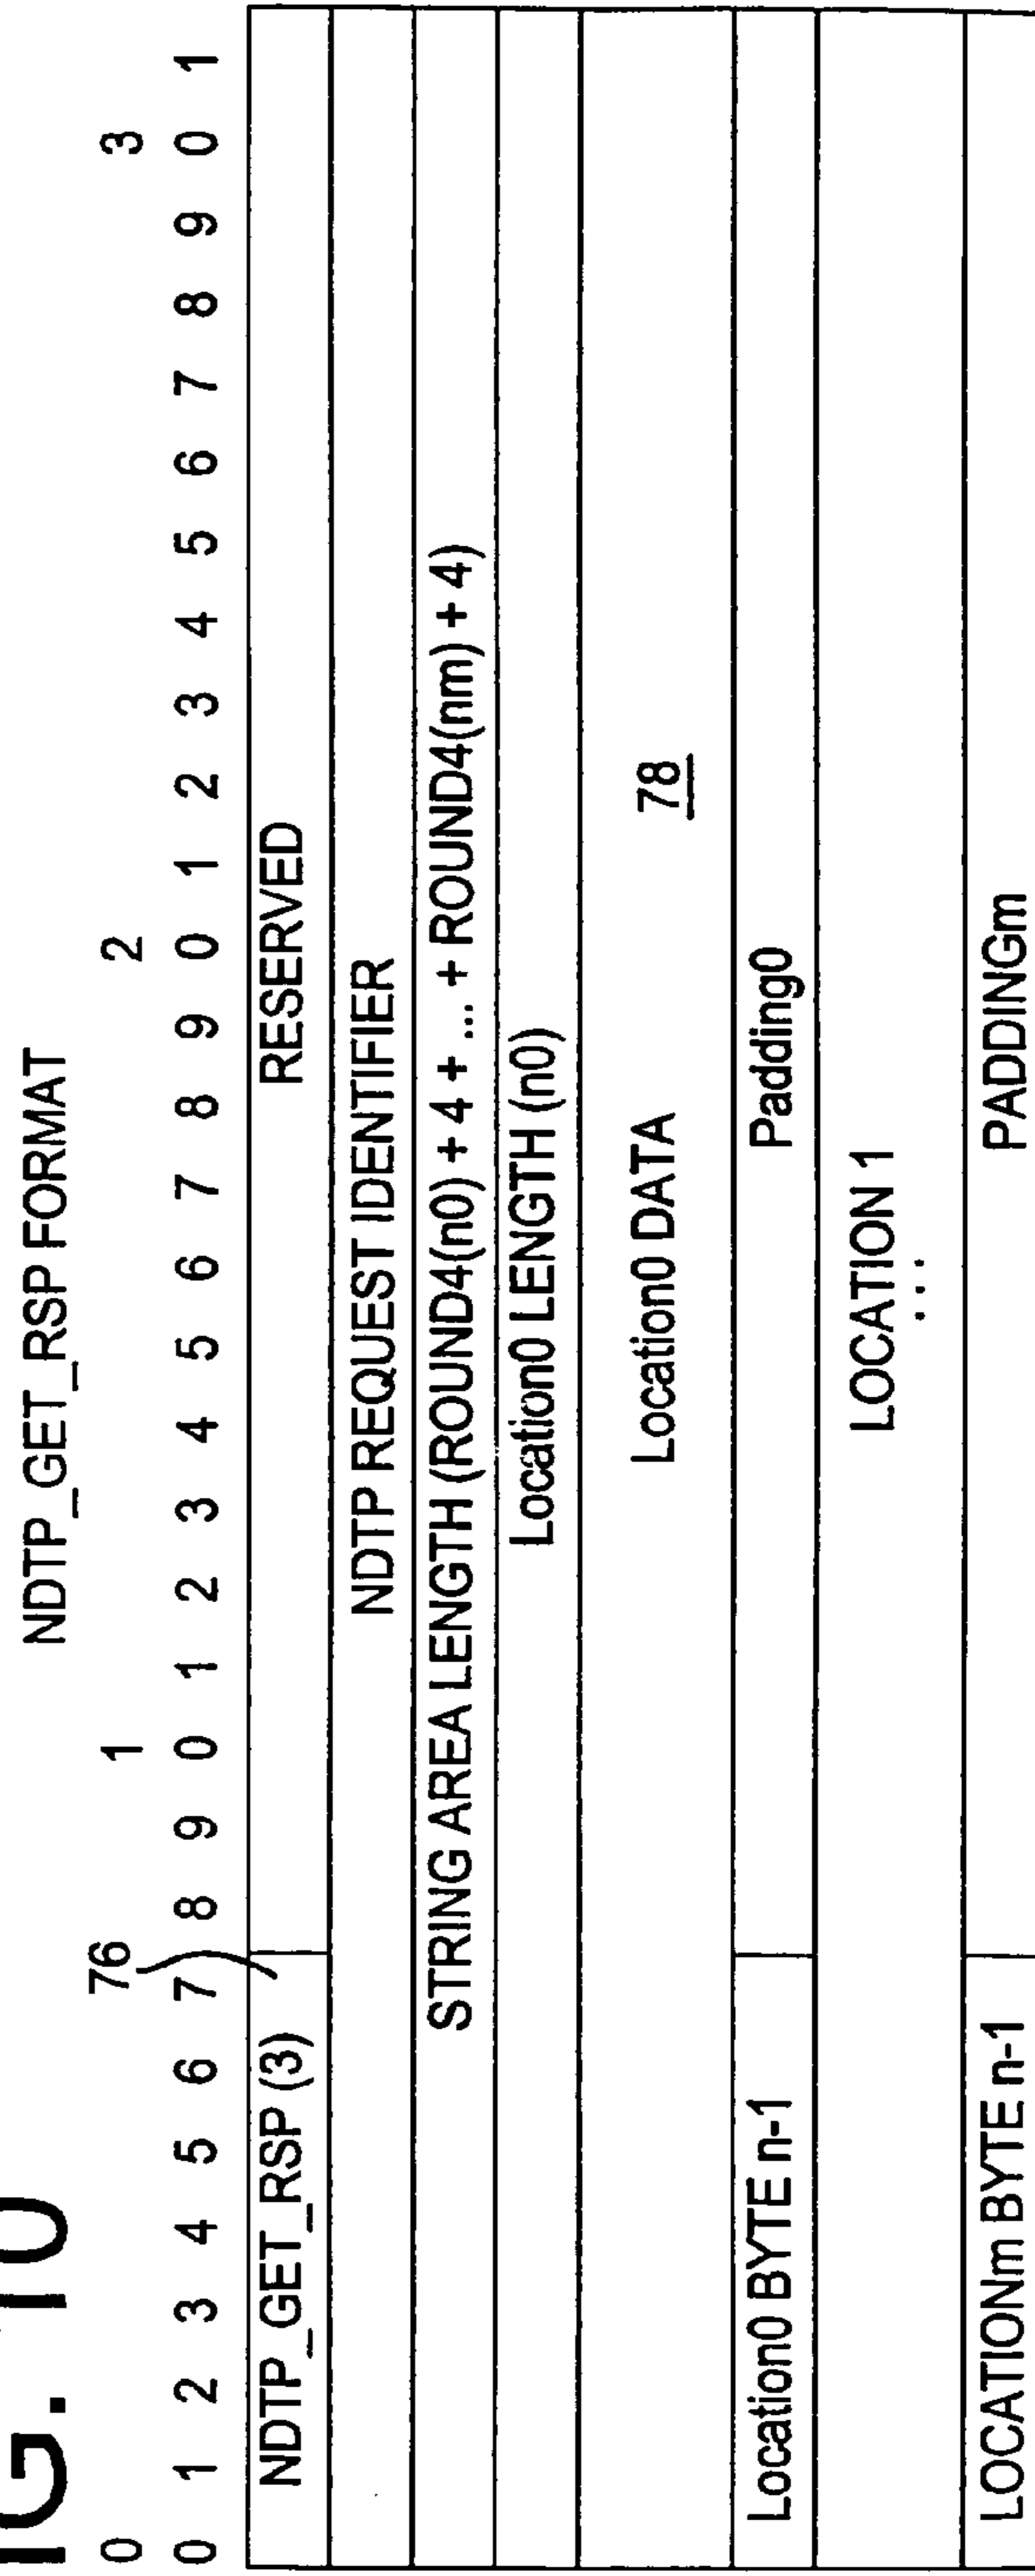 FIG. 10
NDTP_GET_RSP FORMAT
0 1 2 3
0 1 2 3 4 5 6 7 8 9 0 1 2 3 4 5 6 7 8 9 0 1 2 3 4 5 6 7 8 9 0 1
76
NDTP_GET_RSP (3) RESERVED
NDTP REQUEST IDENTIFIER
STRING AREA LENGTH (ROUND4(n0) + 4 + ... + ROUND4(nm) + 4)
Location0 LENGTH (n0)
Location0 DATA 78
Location0 BYTE n-1 Padding0
LOCATION 1
...
LOCATIONm BYTE n-1 PADDINGm